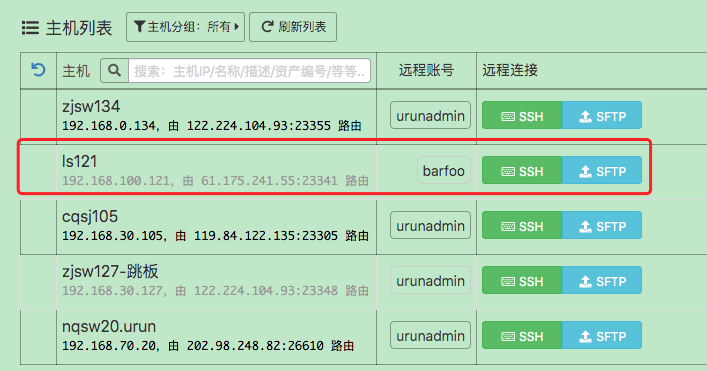 主机列表 主机分组：所有 刷新列表
主机 搜索：主机IP/名称/描述/资产编号/等等.. 远程账号 远程连接
zjsw134
192.168.0.134, 由 122.224.104.93:23355 路由 urunadmin SSH SFTP
ls121
192.168.100.121, 由 61.175.241.55:23341 路由 barfoo SSH SFTP
cqsj105
192.168.30.105, 由 119.84.122.135:23305 路由 urunadmin SSH SFTP
zjsw127-跳板
192.168.30.127, 由 122.224.104.93:23348 路由 urunadmin SSH SFTP
nqsw20.urun
192.168.70.20, 由 202.98.248.82:26610 路由 urunadmin SSH SFTP